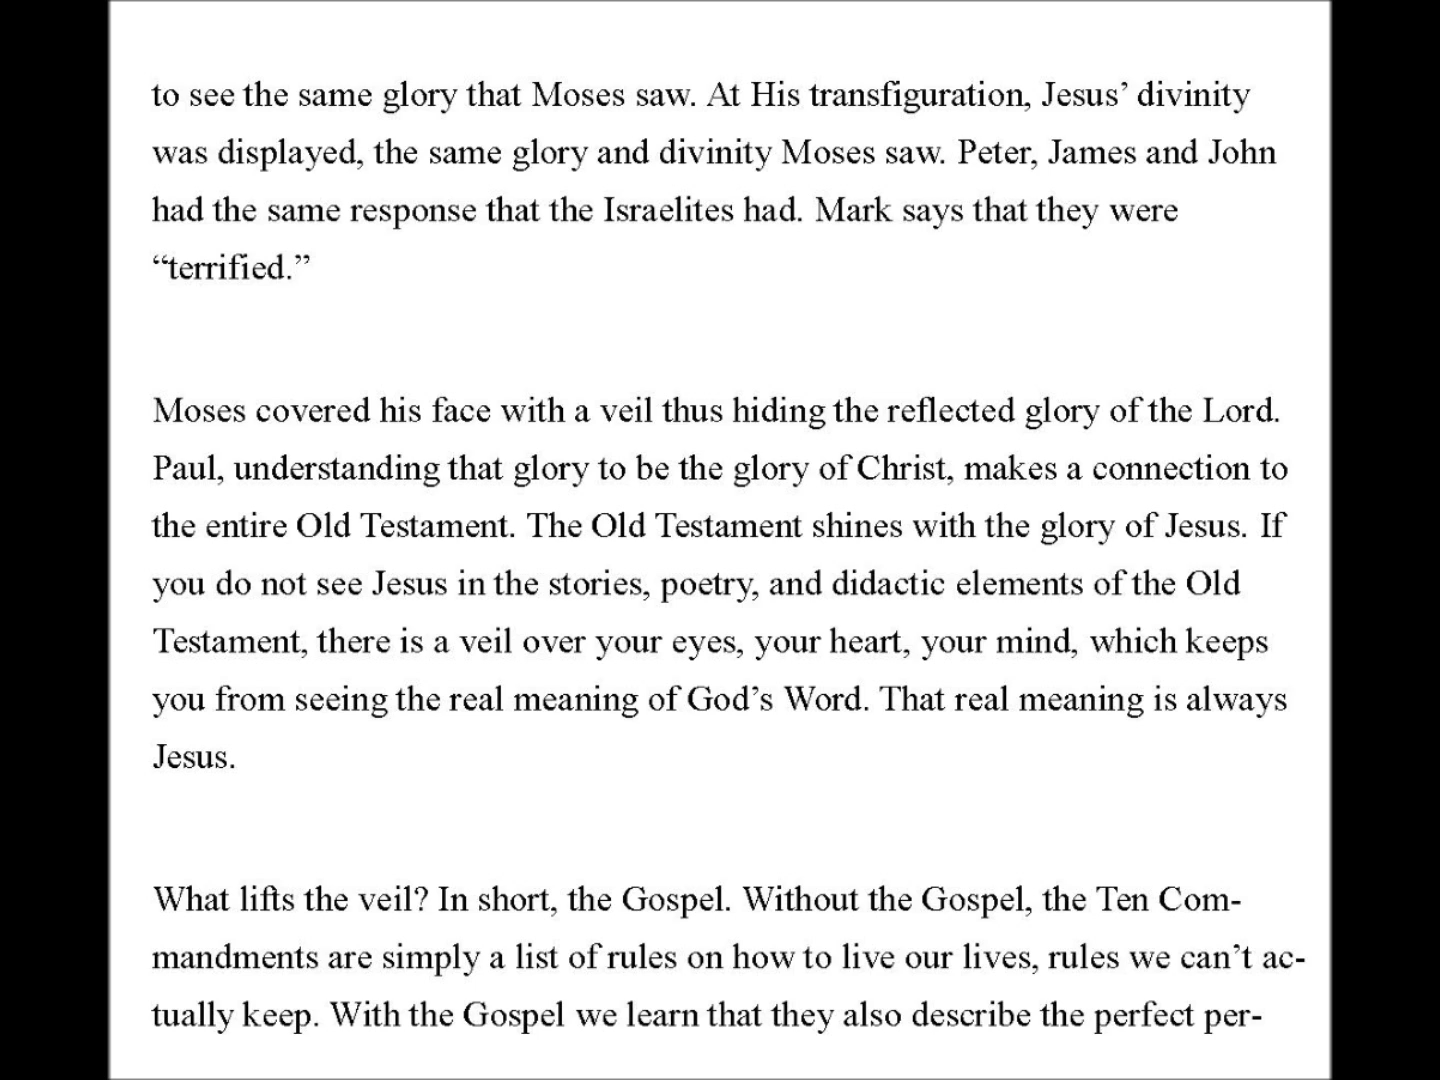 to see the same glory that Moses saw. At His transfiguration, Jesus’ divinity
was displayed, the same glory and divinity Moses saw. Peter, James and John
had the same response that the Israelites had. Mark says that they were
“terrified.”
Moses covered his face with a veil thus hiding the reflected glory of the Lord.
Paul, understanding that glory to be the glory of Christ, makes a connection to
the entire Old Testament. The Old Testament shines with the glory of Jesus. If
you do not see Jesus in the stories, poetry, and didactic elements of the Old
Testament, there is a veil over your eyes, your heart, your mind, which keeps
you from seeing the real meaning of God’s Word. That real meaning is always
Jesus.
What lifts the veil? In short, the Gospel. Without the Gospel, the Ten Com-
mandments are simply a list of rules on how to live our lives, rules we can’t ac-
tually keep. With the Gospel we learn that they also describe the perfect per-